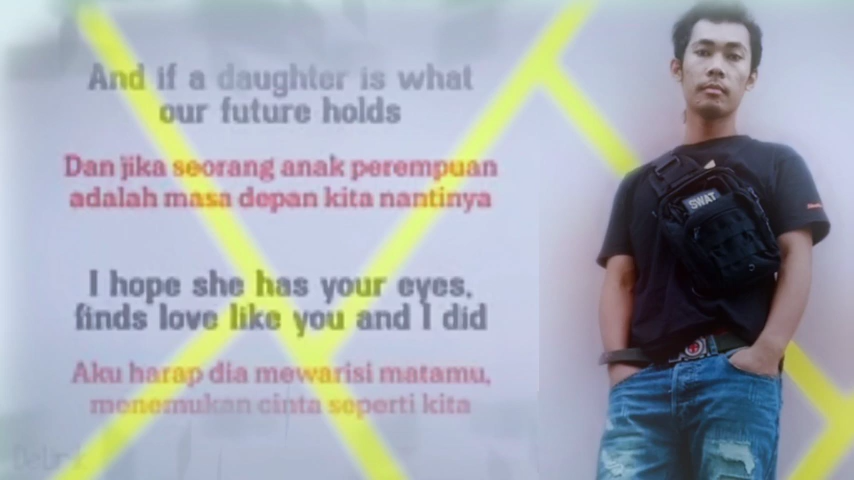 And if a daughter is what
our future holds
Dan jika seorang anak perempuan
adalah masa depan kita nantinya
I hope she has your eyes,
finds love like you and I did
Aku harap dia mewarisi matamu,
menemukan cinta seperti kita
SWAT